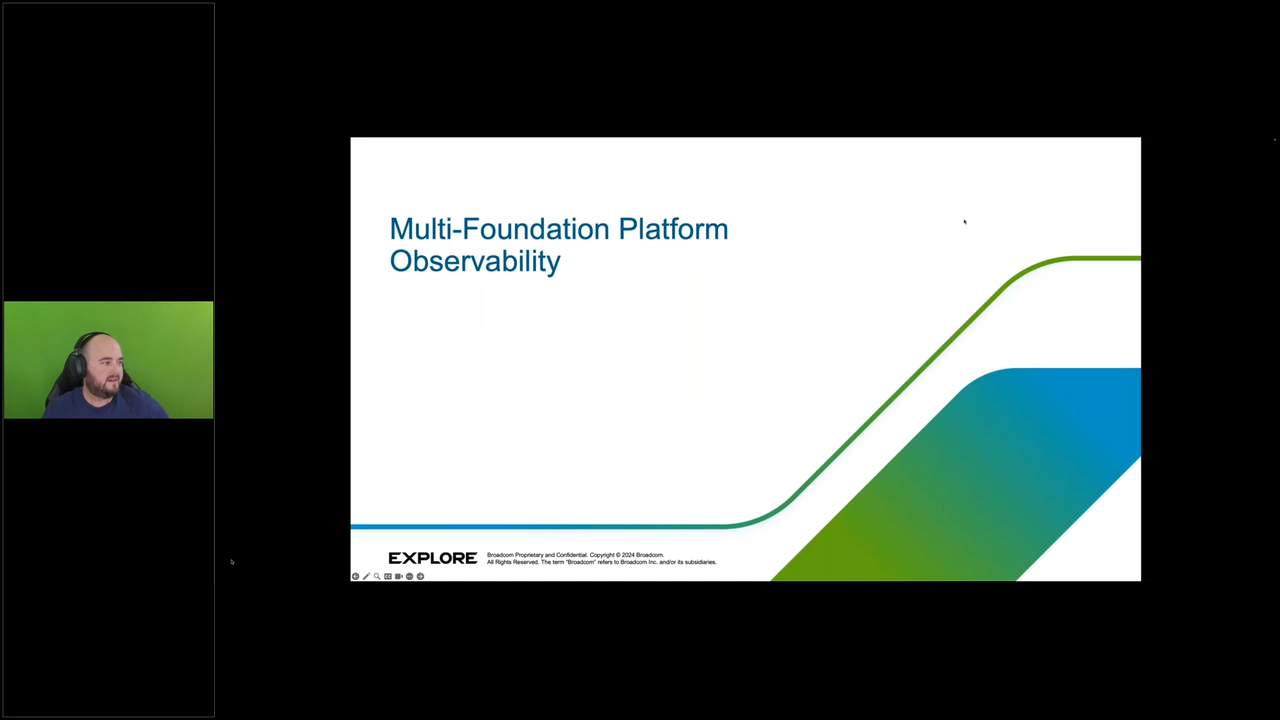 Multi-Foundation Platform
Observability
EXPLORE
Broadcom Proprietary and Confidential. Copyright © 2024 Broadcom.
All Rights Reserved. The term "Broadcom" refers to Broadcom Inc. and/or its subsidiaries.